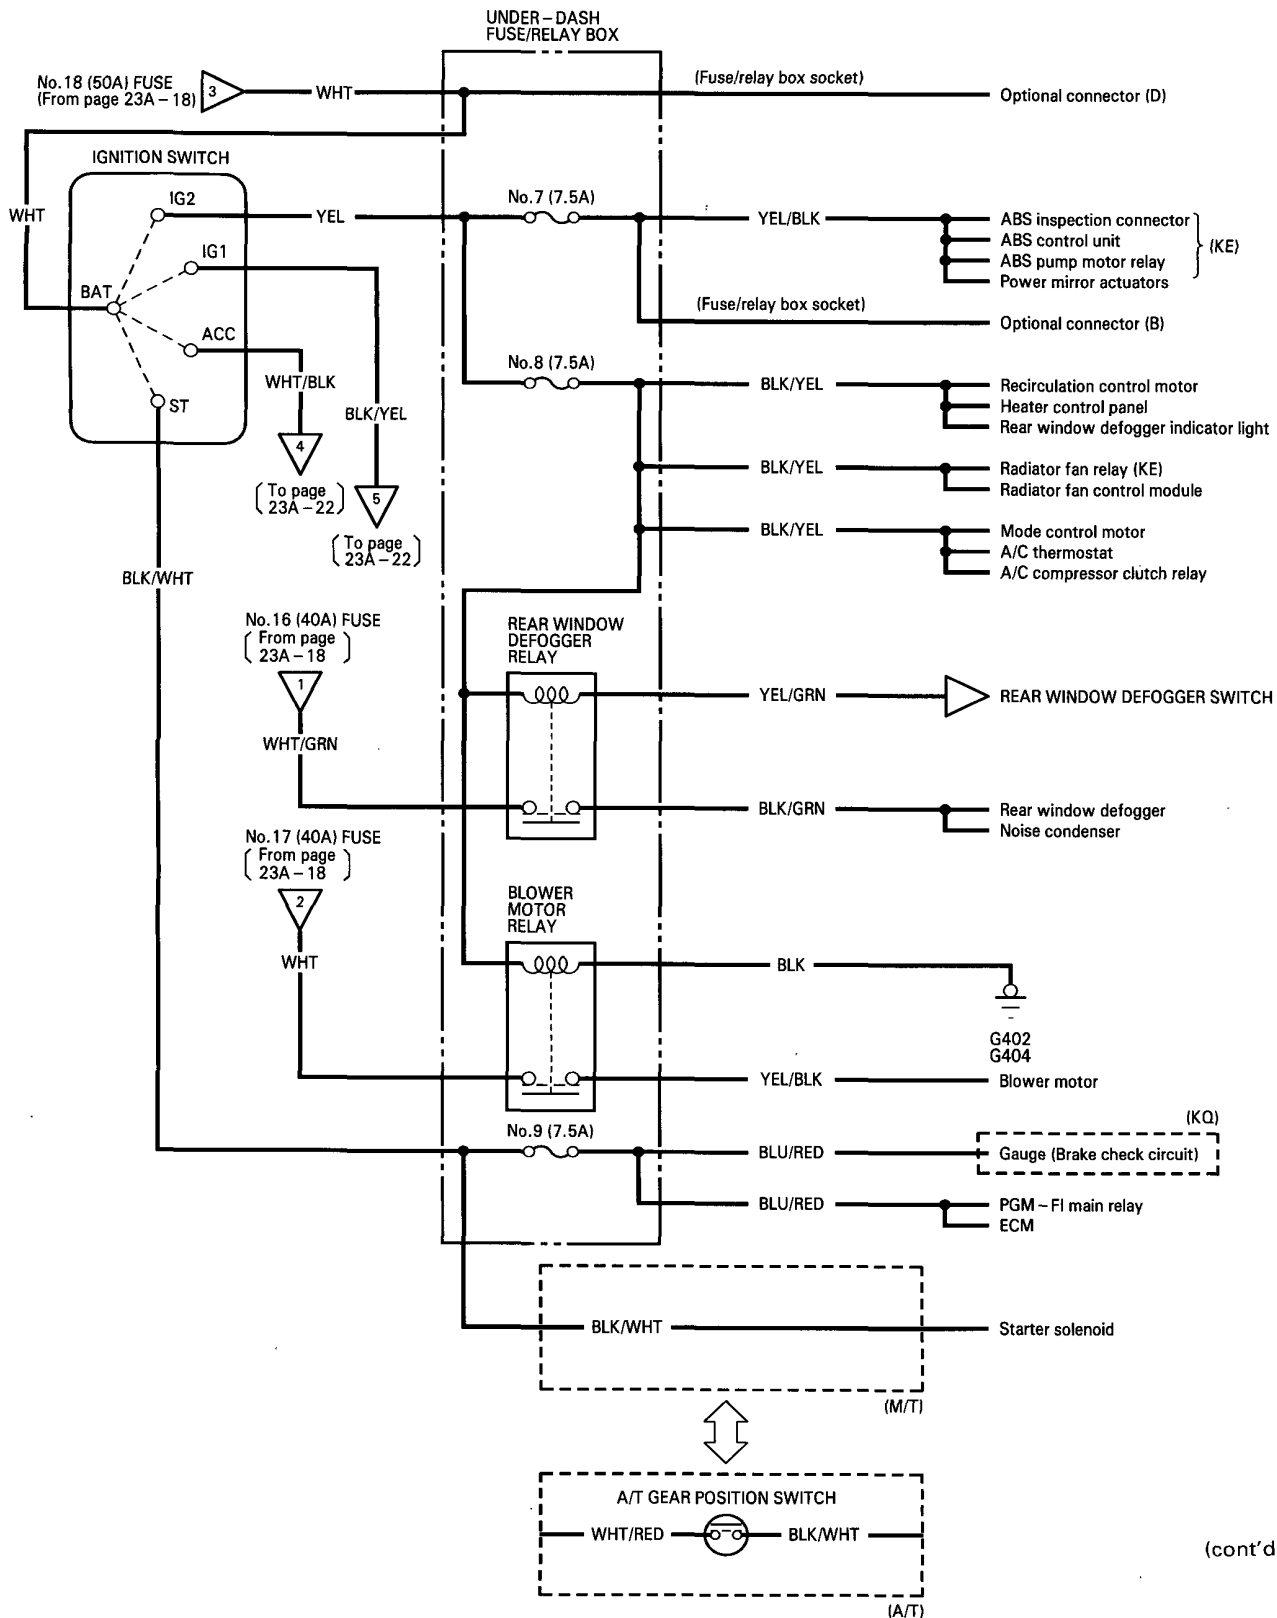 UNDER–DASH
FUSE/RELAY BOX
No.18 (50A) FUSE
(From page 23A–18)
3
WHT
(Fuse/relay box socket)
Optional connector (D)
IGNITION SWITCH
WHT
IG2
YEL
No.7 (7.5A)
YEL/BLK
ABS inspection connector
ABS control unit
ABS pump motor relay
(KE)
Power mirror actuators
IG1
BAT
(Fuse/relay box socket)
Optional connector (B)
ACC
WHT/BLK
BLK/YEL
ST
4
(To page
23A–22)
5
(To page
23A–22)
No.8 (7.5A)
BLK/YEL
Recirculation control motor
Heater control panel
Rear window defogger indicator light
BLK/YEL
Radiator fan relay (KE)
Radiator fan control module
BLK/YEL
Mode control motor
A/C thermostat
A/C compressor clutch relay
BLK/WHT
No.16 (40A) FUSE
(From page
23A–18)
1
WHT/GRN
REAR WINDOW
DEFOGGER
RELAY
YEL/GRN
REAR WINDOW DEFOGGER SWITCH
BLK/GRN
Rear window defogger
Noise condenser
No.17 (40A) FUSE
(From page
23A–18)
2
WHT
BLOWER
MOTOR
RELAY
BLK
G402
G404
YEL/BLK
Blower motor
No.9 (7.5A)
(KQ)
BLU/RED
Gauge (Brake check circuit)
BLU/RED
PGM–FI main relay
ECM
BLK/WHT
Starter solenoid
(M/T)
A/T GEAR POSITION SWITCH
WHT/RED
BLK/WHT
(A/T)
(cont'd